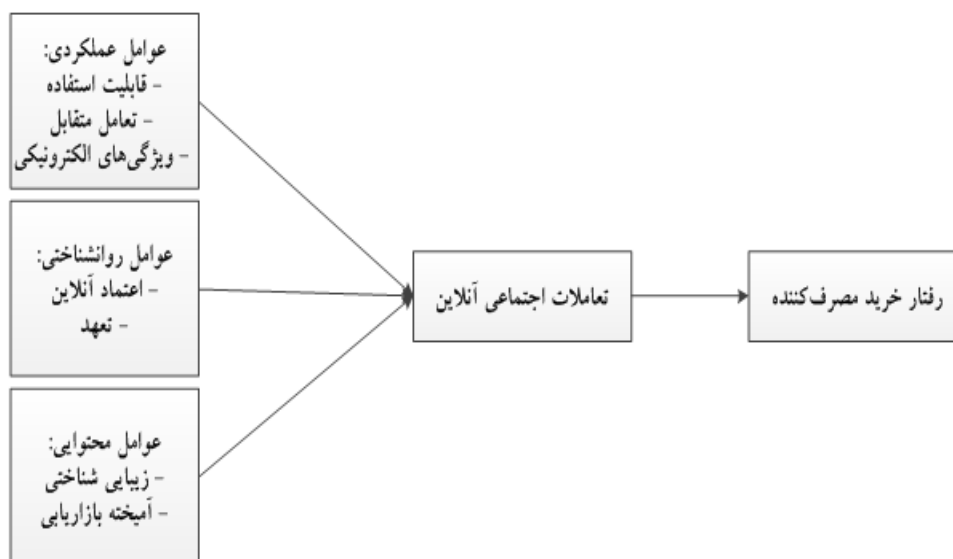 عوامل عملکردی:
- قابلیت استفاده
- تعامل متقابل
- ویژگی‌های الکترونیکی
عوامل روانشناختی:
- اعتماد آنلاین
- تعهد
عوامل محتوایی:
- زیبایی شناختی
- آمیخته بازاریابی
تعاملات اجتماعی آنلاین
رفتار خرید مصرف‌کننده